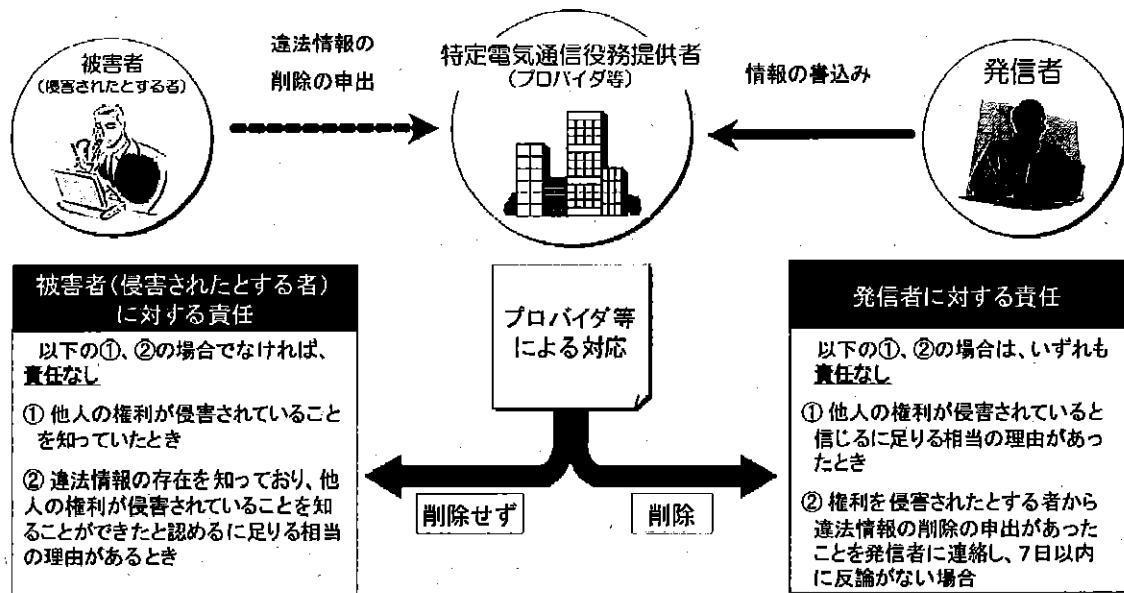 被害者
(侵害されたとする者)
違法情報の
削除の申出
特定電気通信役務提供者
(プロバイダ等)
情報の書込み
発信者
被害者(侵害されたとする者)
に対する責任
以下の①、②の場合でなければ、
責任なし
① 他人の権利が侵害されていること
を知っていたとき
② 違法情報の存在を知っており、他
人の権利が侵害されていることを知
ることができたと認めるに足りる相当
の理由があるとき
プロバイダ等
による対応
削除せず
削除
発信者に対する責任
以下の①、②の場合は、いずれも
責任なし
① 他人の権利が侵害されていると
信じるに足りる相当の理由があっ
たとき
② 権利を侵害されたとする者から
違法情報の削除の申出があった
ことを発信者に連絡し、7日以内
に反論がない場合